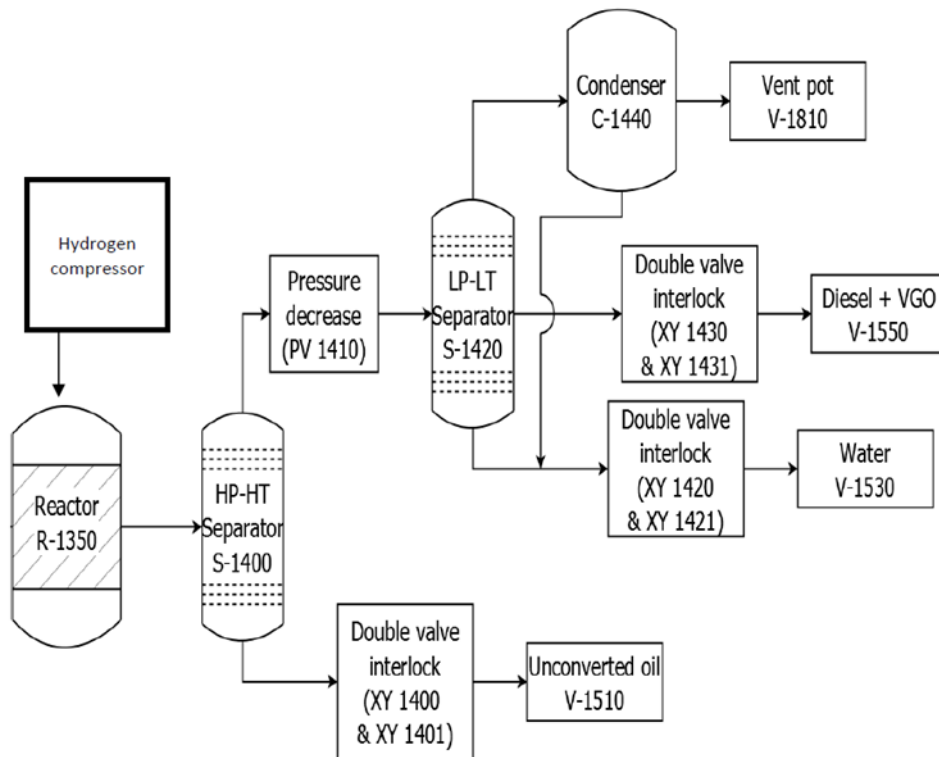 Condenser
C-1440
Vent pot
V-1810
Hydrogen
compressor
Pressure
decrease
(PV 1410)
LP-LT
Separator
S-1420
Double valve
interlock
(XY 1430
& XY 1431)
Diesel + VGO
V-1550
Reactor
R-1350
HP-HT
Separator
S-1400
Double valve
interlock
(XY 1420
& XY 1421)
Water
V-1530
Double valve
interlock
(XY 1400
& XY 1401)
Unconverted oil
V-1510